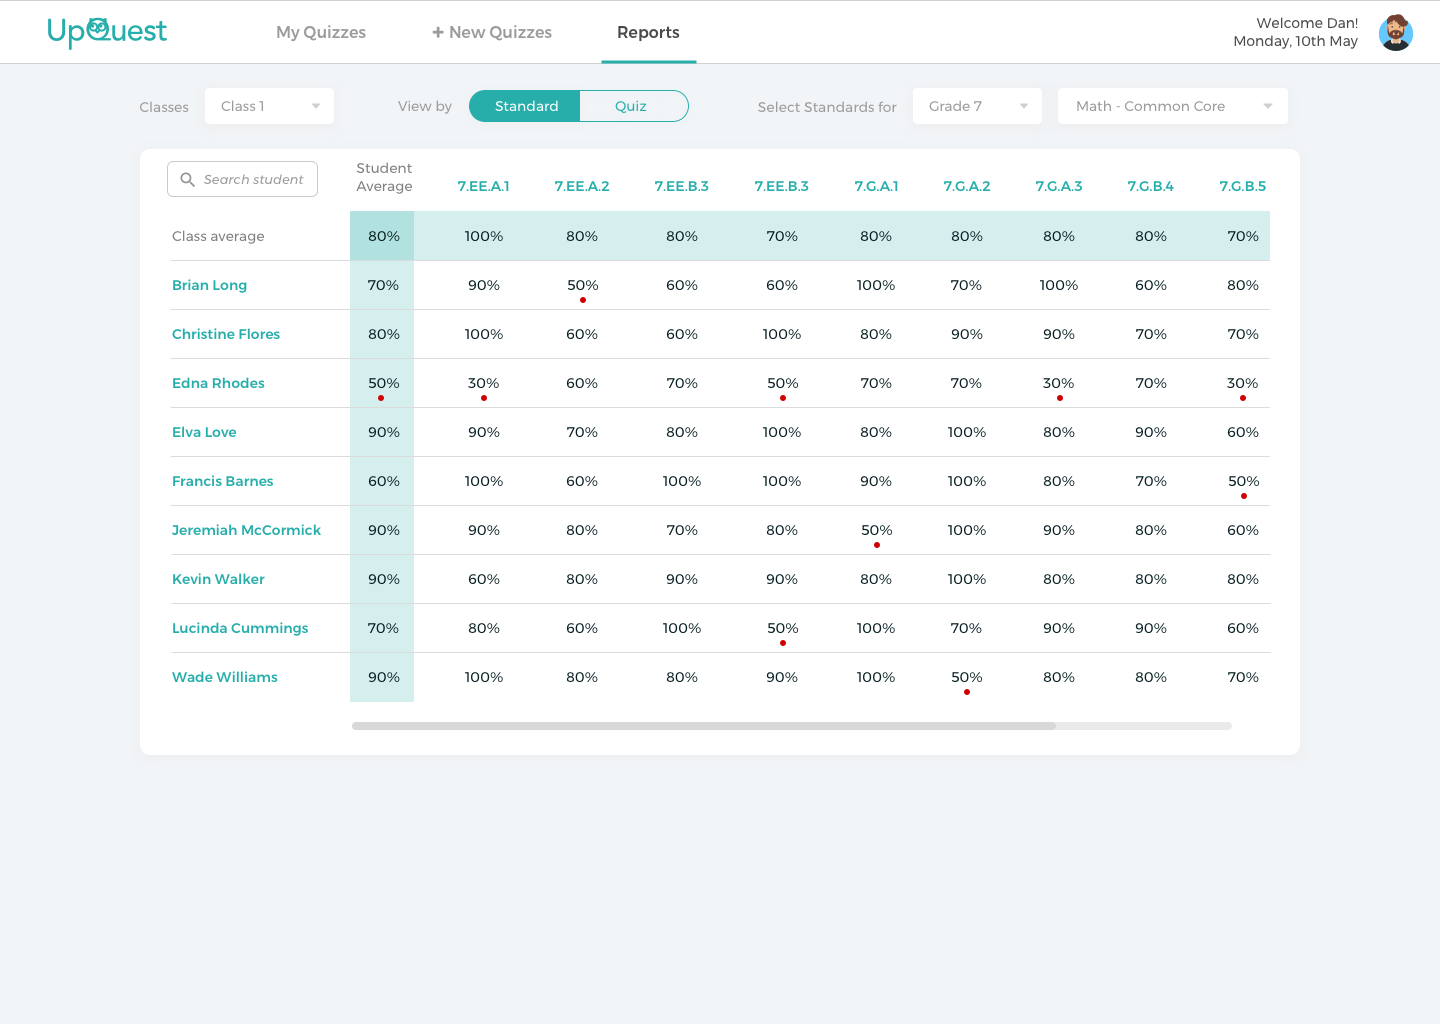 UpQuest
My Quizzes
+ New Quizzes
Reports
Welcome Dan!
Monday, 10th May
Classes
Class 1
View by
Standard
Quiz
Select Standards for
Grade 7
Math - Common Core
Search student
Student
Average
7.EE.A.1 7.EE.A.2 7.EE.B.3 7.EE.B.3 7.G.A.1 7.G.A.2 7.G.A.3 7.G.B.4 7.G.B.5
Class average 80% 100% 80% 80% 70% 80% 80% 80% 80% 70%
Brian Long 70% 90% 50% 60% 60% 100% 70% 100% 60% 80%
Christine Flores 80% 100% 60% 60% 100% 80% 90% 90% 70% 70%
Edna Rhodes 50% 30% 60% 70% 50% 70% 70% 30% 70% 30%
Elva Love 90% 90% 70% 80% 100% 80% 100% 80% 90% 60%
Francis Barnes 60% 100% 60% 100% 100% 90% 100% 80% 70% 50%
Jeremiah McCormick 90% 90% 80% 70% 80% 50% 100% 90% 80% 60%
Kevin Walker 90% 60% 80% 90% 90% 80% 100% 80% 80% 80%
Lucinda Cummings 70% 80% 60% 100% 50% 100% 70% 90% 90% 60%
Wade Williams 90% 100% 80% 80% 90% 100% 50% 80% 80% 70%